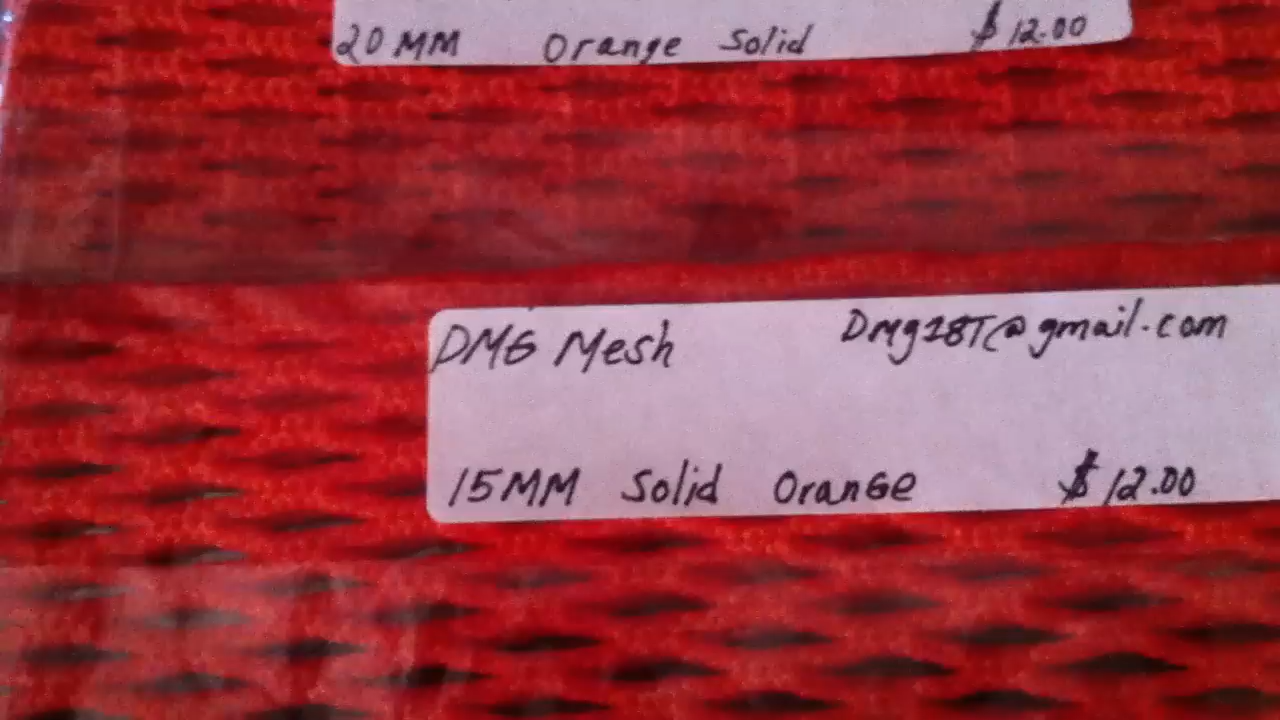 20MM Orange Solid $12.00
DMG Mesh Dmg18T@gmail.com
15MM Solid Orange $12.00